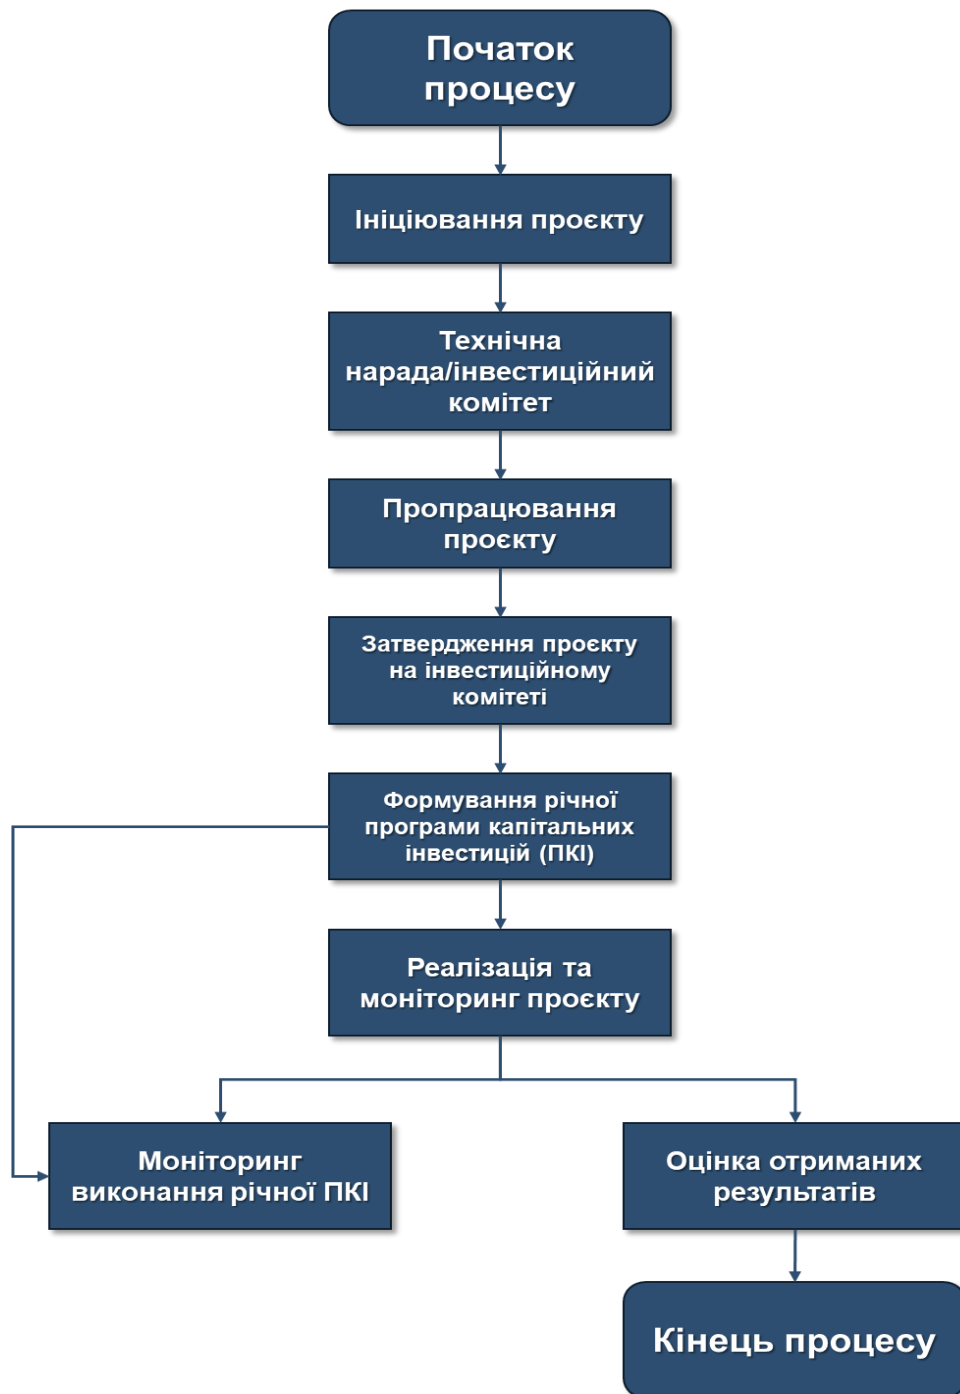 Початок
процесу
Ініціювання проєкту
Технічна
нарада/інвестиційний
комітет
Пропрацювання
проєкту
Затвердження проєкту
на інвестиційному
комітеті
Формування річної
програми капітальних
інвестицій (ПКІ)
Реалізація та
моніторинг проєкту
Моніторинг
виконання річної ПКІ
Оцінка отриманих
результатів
Кінець процесу